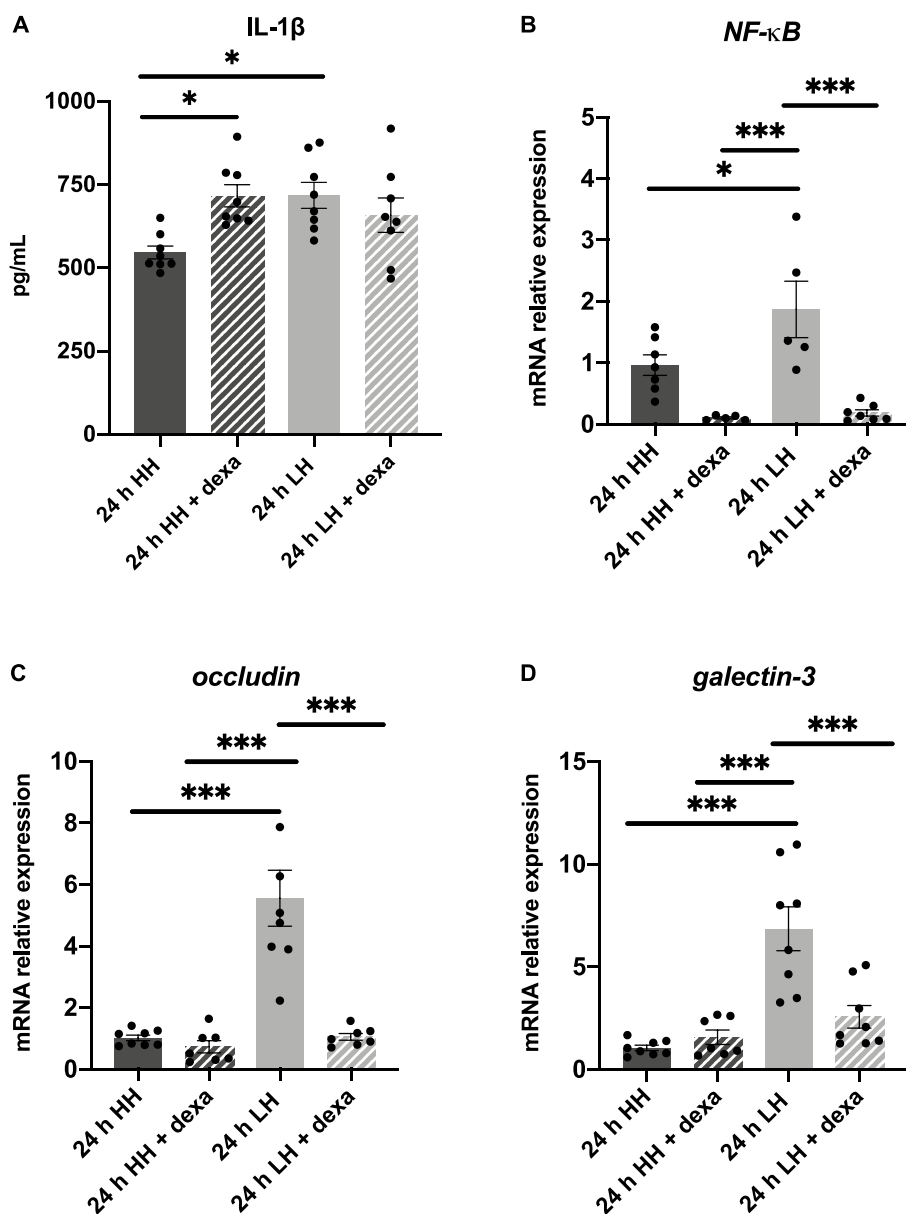 A
IL-1β
*
*
1000
750
500
250
0
pg/mL
24 h HH
24 h HH + dexa
24 h LH
24 h LH + dexa
B
NF-κB
***
***
*
5
4
3
2
1
0
mRNA relative expression
24 h HH
24 h HH + dexa
24 h LH
24 h LH + dexa
C
occludin
***
***
***
10
8
6
4
2
0
mRNA relative expression
24 h HH
24 h HH + dexa
24 h LH
24 h LH + dexa
D
galectin-3
***
***
***
15
10
5
0
mRNA relative expression
24 h HH
24 h HH + dexa
24 h LH
24 h LH + dexa